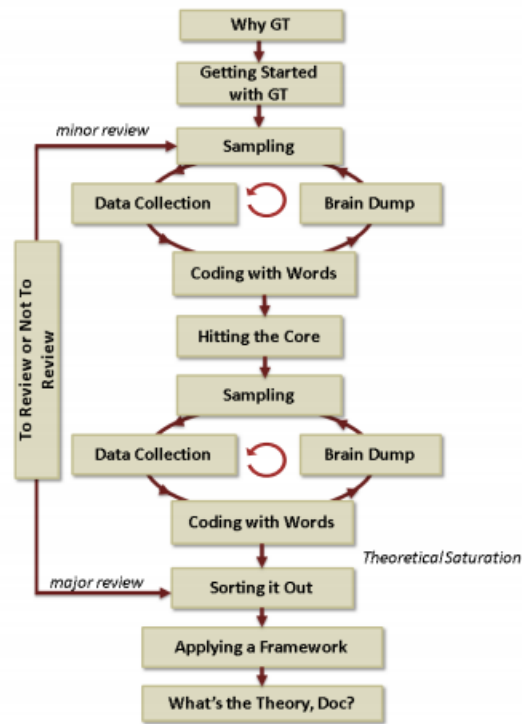 Why GT
Getting Started
with GT
minor review
Sampling
Data Collection
Brain Dump
Coding with Words
To Review or Not To
Review
Hitting the Core
Sampling
Data Collection
Brain Dump
Coding with Words
Theoretical Saturation
major review
Sorting it Out
Applying a Framework
What's the Theory, Doc?